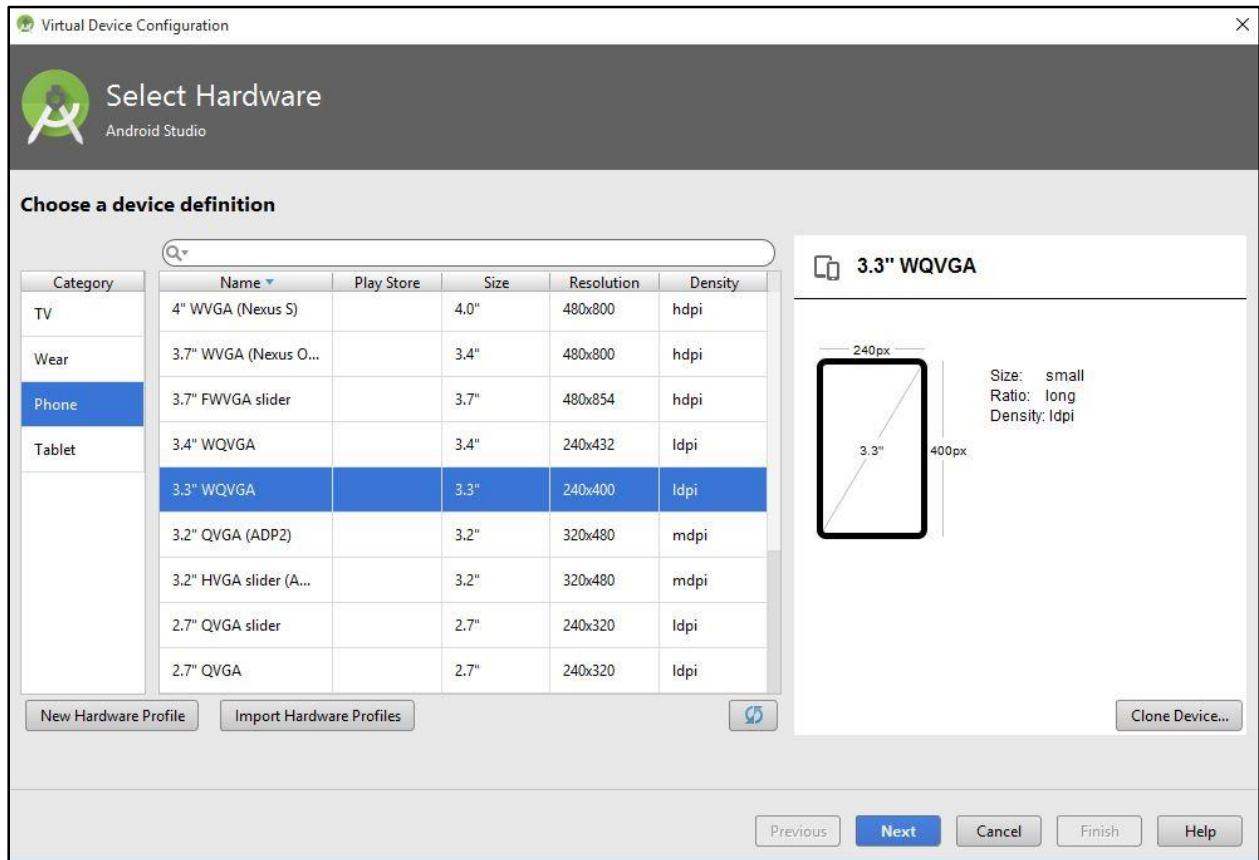 Virtual Device Configuration
Select Hardware
Android Studio
Choose a device definition
Category
TV
Wear
Phone
Tablet
Name Play Store Size Resolution Density
4" WVGA (Nexus S) 4.0" 480x800 hdpi
3.7" WVGA (Nexus O... 3.4" 480x800 hdpi
3.7" FWVGA slider 3.7" 480x854 hdpi
3.4" WQVGA 3.4" 240x432 ldpi
3.3" WQVGA 3.3" 240x400 ldpi
3.2" QVGA (ADP2) 3.2" 320x480 mdpi
3.2" HVGA slider (A... 3.2" 320x480 mdpi
2.7" QVGA slider 2.7" 240x320 ldpi
2.7" QVGA 2.7" 240x320 ldpi
New Hardware Profile Import Hardware Profiles
3.3" WQVGA
240px
3.3"
400px
Size: small
Ratio: long
Density: ldpi
Clone Device...
Previous Next Cancel Finish Help